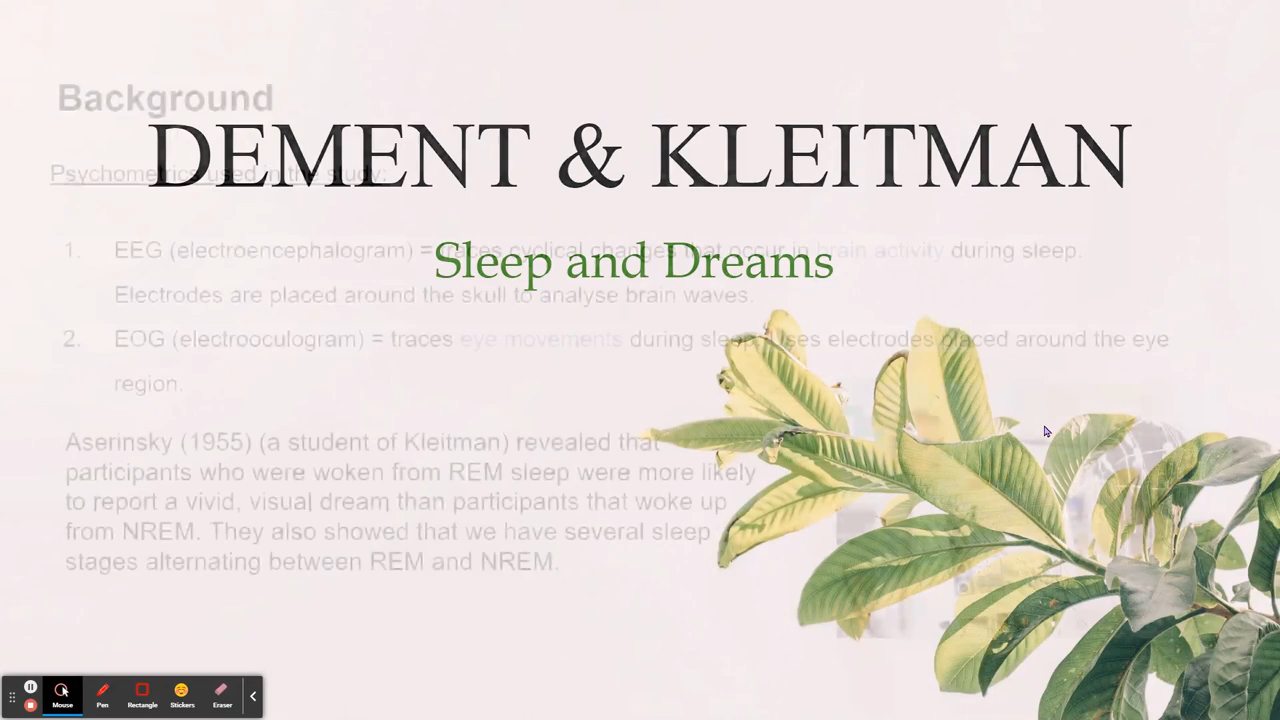 Background
DEMENT & KLEITMAN
Psychometrics used in the study:
1. EEG (electroencephalogram) = traces cyclical changes that occur in brain activity during sleep.
Sleep and Dreams
Electrodes are placed around the skull to analyse brain waves.
2. EOG (electrooculogram) = traces eye movements during sleep. Uses electrodes placed around the eye
region.
Aserinsky (1955) (a student of Kleitman) revealed that
participants who were woken from REM sleep were more likely
to report a vivid, visual dream than participants that woke up
from NREM. They also showed that we have several sleep
stages alternating between REM and NREM.
Mouse Pen Rectangle Stickers Eraser